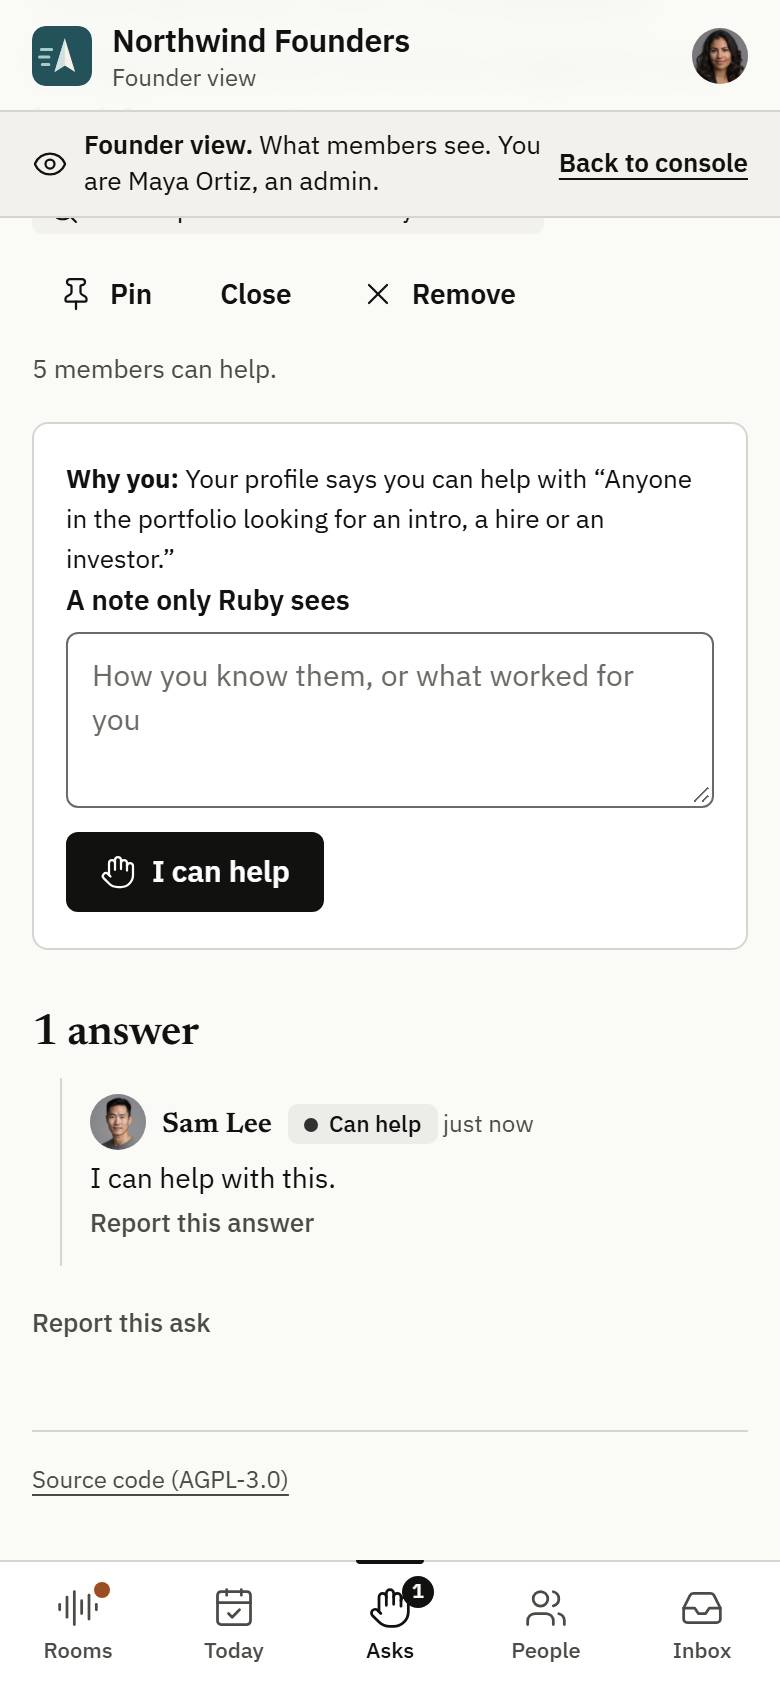 Northwind Founders
Founder view
Founder view. What members see. You
are Maya Ortiz, an admin.
Back to console
Pin
Close
Remove
5 members can help.
Why you: Your profile says you can help with “Anyone
in the portfolio looking for an intro, a hire or an
investor.”
A note only Ruby sees
How you know them, or what worked for
you
I can help
1 answer
Sam Lee
Can help
just now
I can help with this.
Report this answer
Report this ask
Source code (AGPL-3.0)
1
Rooms
Today
Asks
People
Inbox